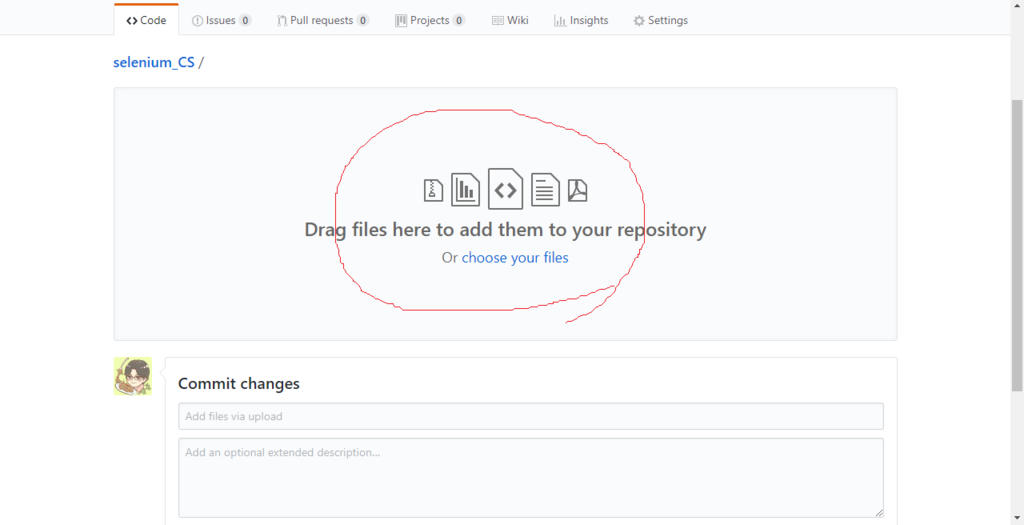 Code Issues 0 Pull requests 0 Projects 0 Wiki Insights Settings
selenium_CS /
Drag files here to add them to your repository
Or choose your files
Commit changes
Add files via upload
Add an optional extended description...